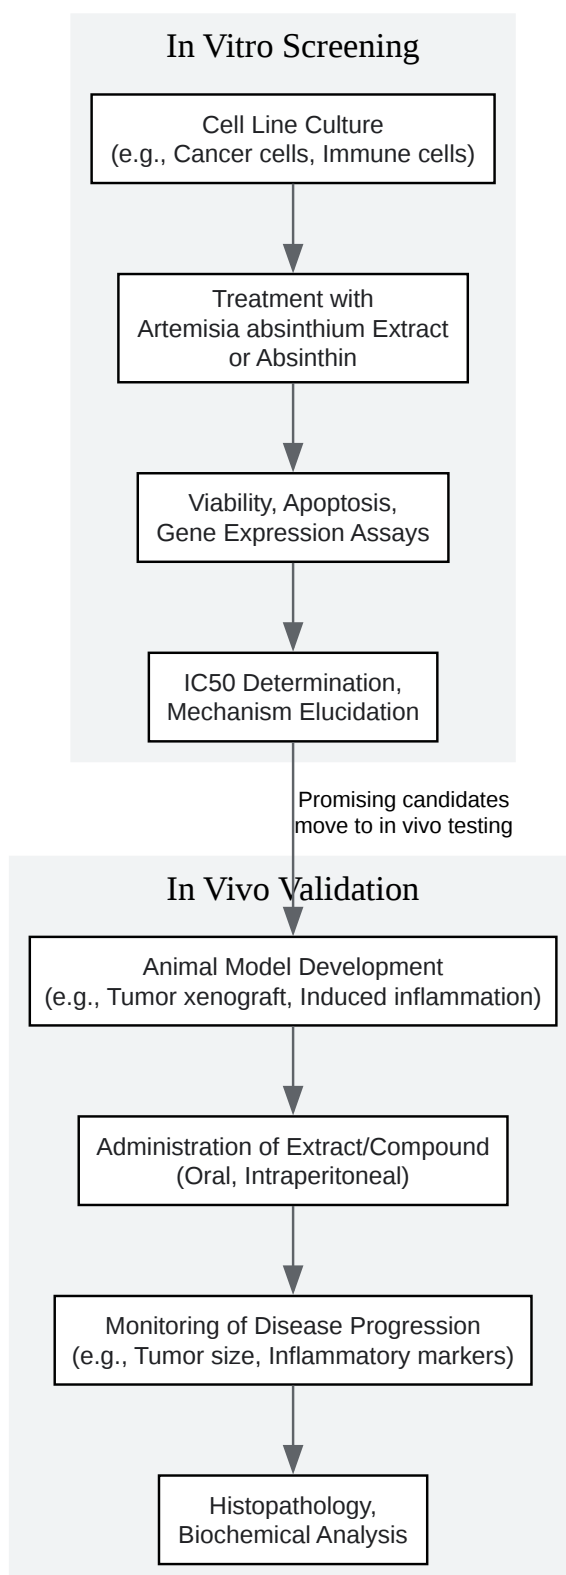 In Vitro Screening
Cell Line Culture
(e.g., Cancer cells, Immune cells)
Treatment with
Artemisia absinthium Extract
or Absinthin
Viability, Apoptosis,
Gene Expression Assays
IC50 Determination,
Mechanism Elucidation
Promising candidates
move to in vivo testing
In Vivo Validation
Animal Model Development
(e.g., Tumor xenograft, Induced inflammation)
Administration of Extract/Compound
(Oral, Intraperitoneal)
Monitoring of Disease Progression
(e.g., Tumor size, Inflammatory markers)
Histopathology,
Biochemical Analysis